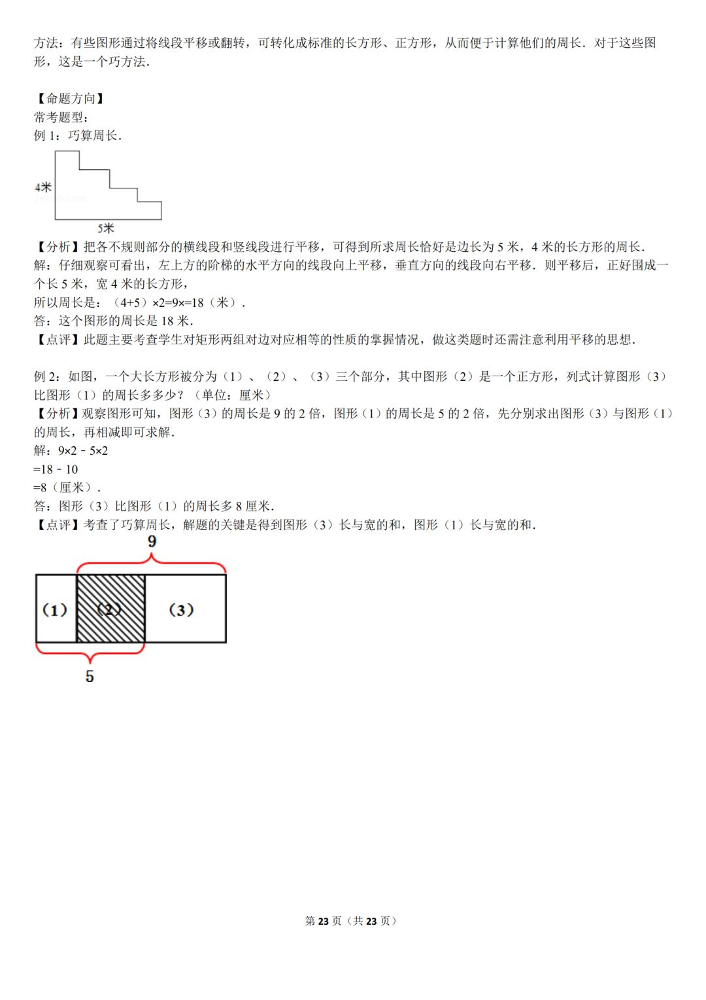 方法：有些图形通过将线段平移或翻转，可转化成标准的长方形、正方形，从而便于计算他们的周长．对于这些图
形，这是一个巧方法．
【命题方向】
常考题型：
例 1：巧算周长．
4米
5米
【分析】把各不规则部分的横线段和竖线段进行平移，可得到所求周长恰好是边长为 5 米，4 米的长方形的周长．
解：仔细观察可看出，左上方的阶梯的水平方向的线段向上平移，垂直方向的线段向右平移．则平移后，正好围成一
个长 5 米，宽 4 米的长方形，
所以周长是：（4+5）×2=9×=18（米）．
答：这个图形的周长是 18 米．
【点评】此题主要考查学生对矩形两组对边对应相等的性质的掌握情况，做这类题时还需注意利用平移的思想．
例 2：如图，一个大长方形被分为（1）、（2）、（3）三个部分，其中图形（2）是一个正方形，列式计算图形（3）
比图形（1）的周长多多少？（单位：厘米）
【分析】观察图形可知，图形（3）的周长是 9 的 2 倍，图形（1）的周长是 5 的 2 倍，先分别求出图形（3）与图形（1）
的周长，再相减即可求解．
解：9×2﹣5×2
=18﹣10
=8（厘米）．
答：图形（3）比图形（1）的周长多 8 厘米．
【点评】考查了巧算周长，解题的关键是得到图形（3）长与宽的和，图形（1）长与宽的和．
9
（1） （2） （3）
5
第 23 页（共 23 页）